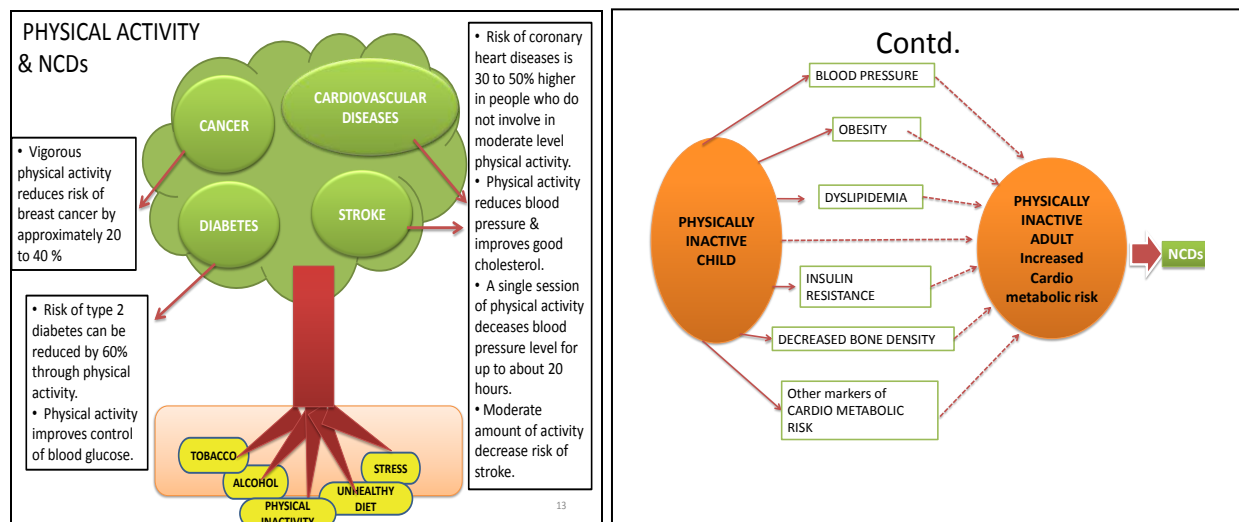 PHYSICAL ACTIVITY
& NCDs
CANCER
CARDIOVASCULAR
DISEASES
DIABETES
STROKE
• Vigorous
physical activity
reduces risk of
breast cancer by
approximately 20
to 40 %
• Risk of type 2
diabetes can be
reduced by 60%
through physical
activity.
• Physical activity
improves control
of blood glucose.
• Risk of coronary
heart diseases is
30 to 50% higher
in people who do
not involve in
moderate level
physical activity.
• Physical activity
reduces blood
pressure &
improves good
cholesterol.
• A single session
of physical activity
deceases blood
pressure level for
up to about 20
hours.
• Moderate
amount of activity
decrease risk of
stroke.
TOBACCO
ALCOHOL
PHYSICAL
INACTIVITY
UNHEALTHY
DIET
STRESS
13
Contd.
BLOOD PRESSURE
OBESITY
DYSLIPIDEMIA
PHYSICALLY
INACTIVE
CHILD
INSULIN
RESISTANCE
DECREASED BONE DENSITY
Other markers of
CARDIO METABOLIC
RISK
PHYSICALLY
INACTIVE
ADULT
Increased
Cardio
metabolic risk
NCDs